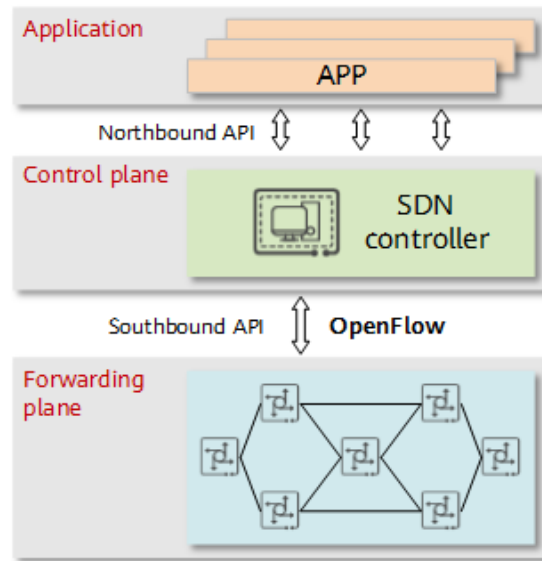 Application
APP
Northbound API
Control plane
SDN
controller
Southbound API
OpenFlow
Forwarding
plane